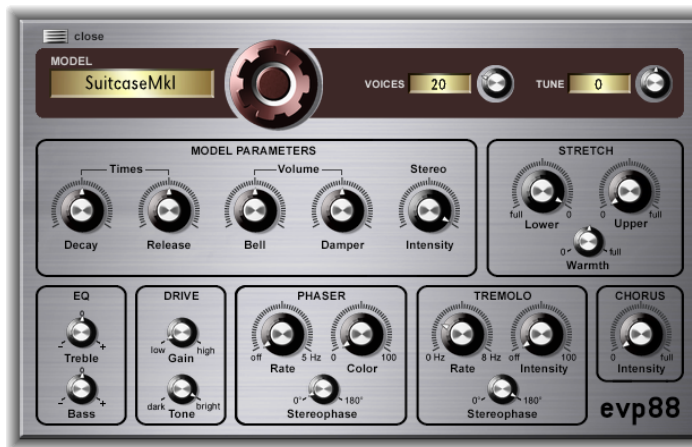 close
MODEL
SuitcaseMkI
VOICES 20 TUNE 0
MODEL PARAMETERS
Times Volume Stereo
Decay Release Bell Damper Intensity
STRETCH
full 0 0 full
Lower Upper
0 full
Warmth
EQ
0
Treble
- +
0
- +
Bass
DRIVE
low high
Gain
dark bright
Tone
PHASER
off 5 Hz 0 100
Rate Color
0° 180°
Stereophase
TREMOLO
0 Hz 8 Hz off 100
Rate Intensity
0° 180°
Stereophase
CHORUS
0 full
Intensity
evp88